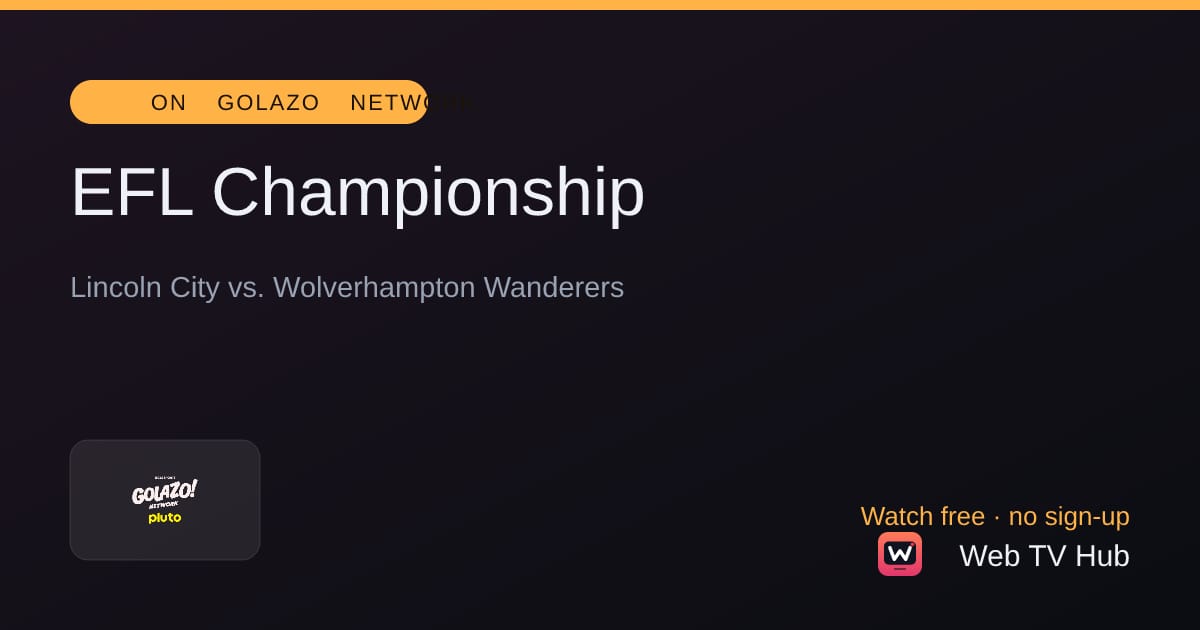 ON GOLAZO NETWORK
EFL Championship
Lincoln City vs. Wolverhampton Wanderers
GOLAZO!
NETWORK
pluto
Watch free · no sign-up
W
Web TV Hub